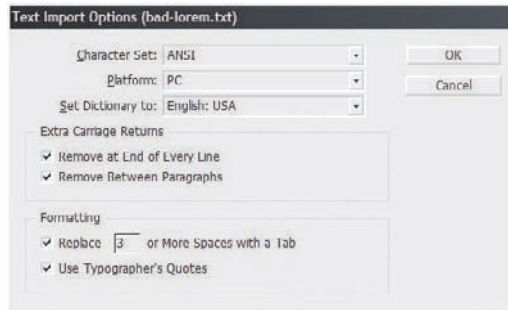 Text Import Options (bad-lorem.txt)
Character Set: ANSI
OK
Platform: PC
Cancel
Set Dictionary to: English: USA
Extra Carriage Returns
Remove at End of Every Line
Remove Between Paragraphs
Formatting
Replace 3 or More Spaces with a Tab
Use Typographer's Quotes